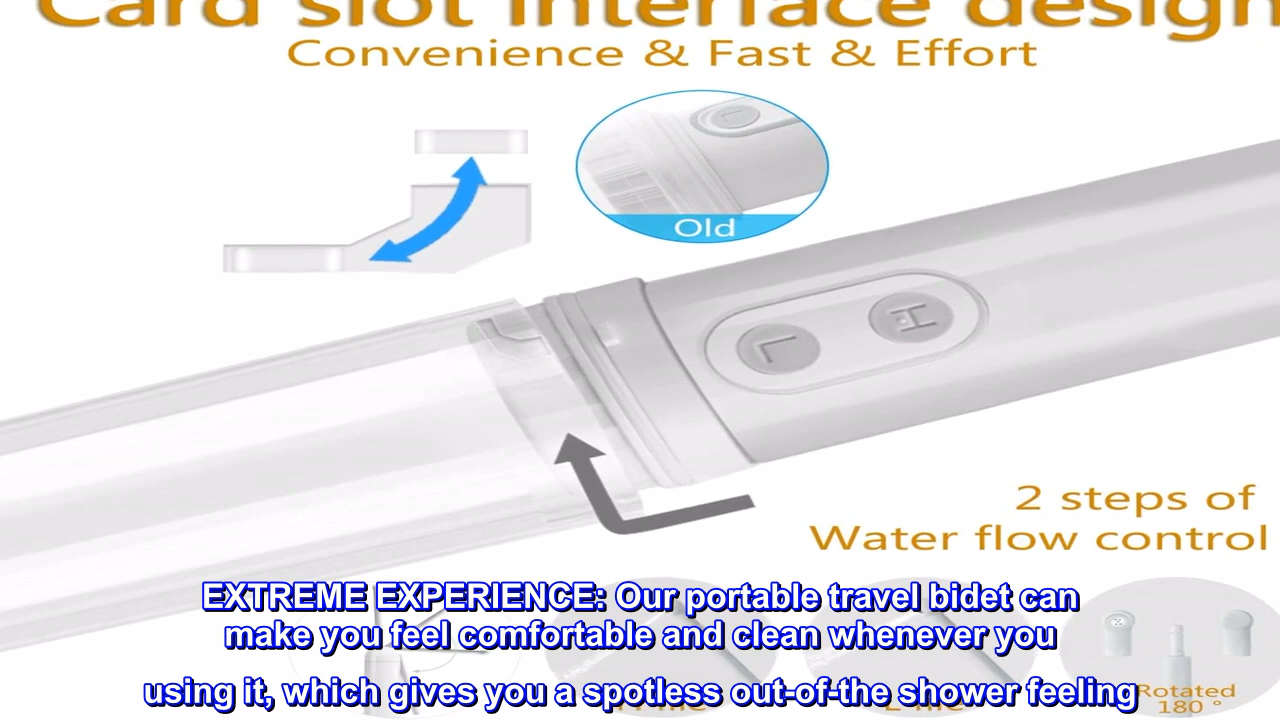 Card slot interface design
Convenience & Fast & Effort
Old
L
H
2 steps of
Water flow control
EXTREME EXPERIENCE: Our portable travel bidet can
make you feel comfortable and clean whenever you
using it, which gives you a spotless out-of-the shower feeling
Rotated
180 °